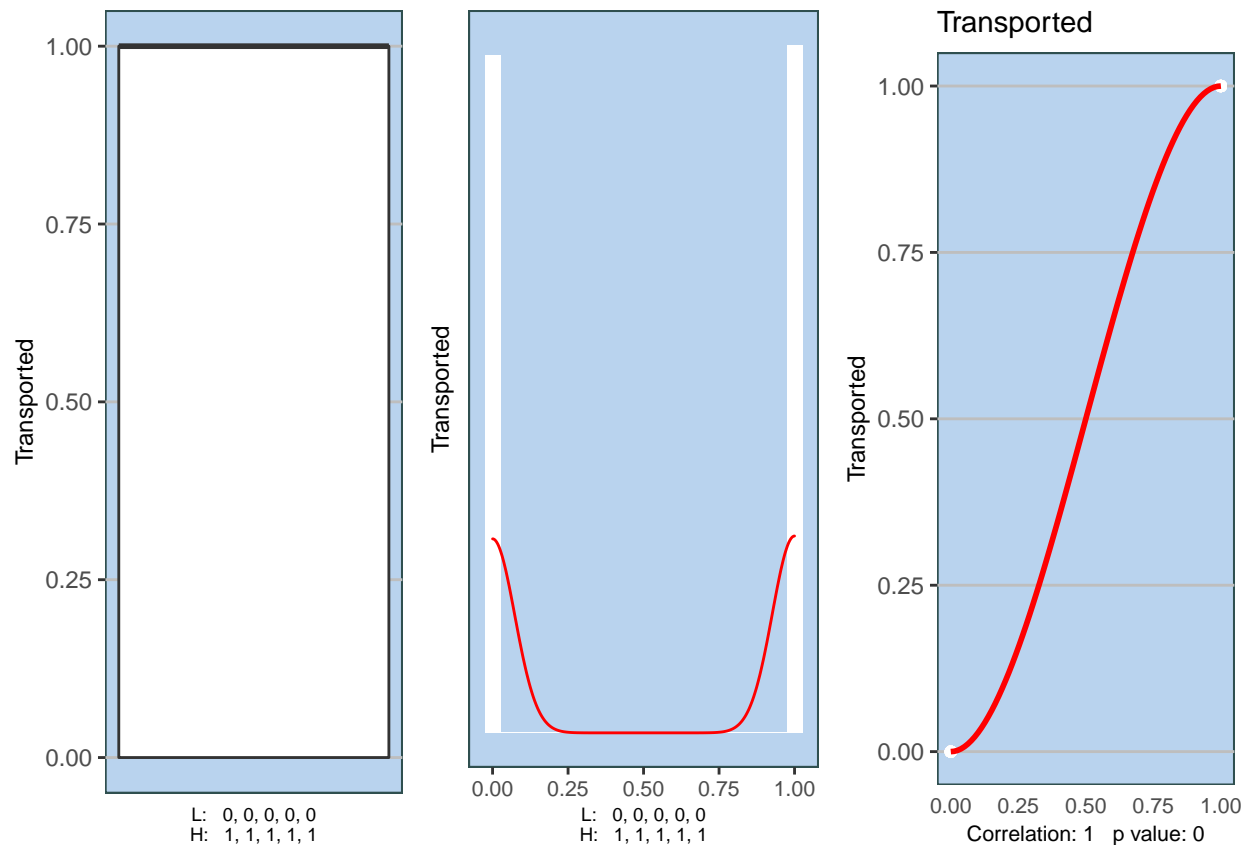 Transported
1.00
0.75
0.50
0.25
0.00
L: 0, 0, 0, 0, 0
H: 1, 1, 1, 1, 1
Transported
0.00 0.25 0.50 0.75 1.00
L: 0, 0, 0, 0, 0
H: 1, 1, 1, 1, 1
Transported
Transported
1.00
0.75
0.50
0.25
0.00
0.00 0.25 0.50 0.75 1.00
Correlation: 1 p value: 0